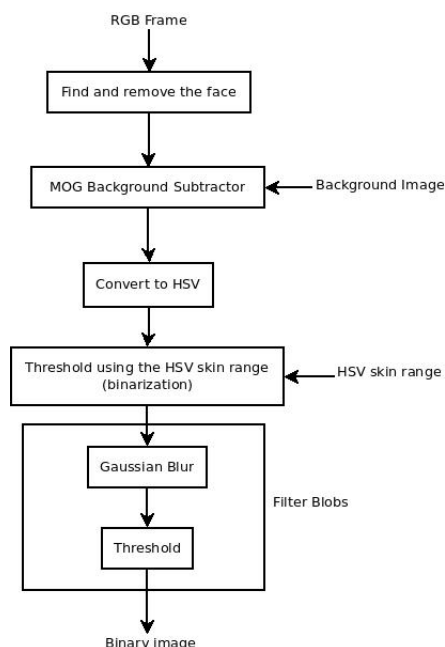 RGB Frame
Find and remove the face
MOG Background Subtractor
Background Image
Convert to HSV
Threshold using the HSV skin range
(binarization)
HSV skin range
Gaussian Blur
Filter Blobs
Threshold
Binary image